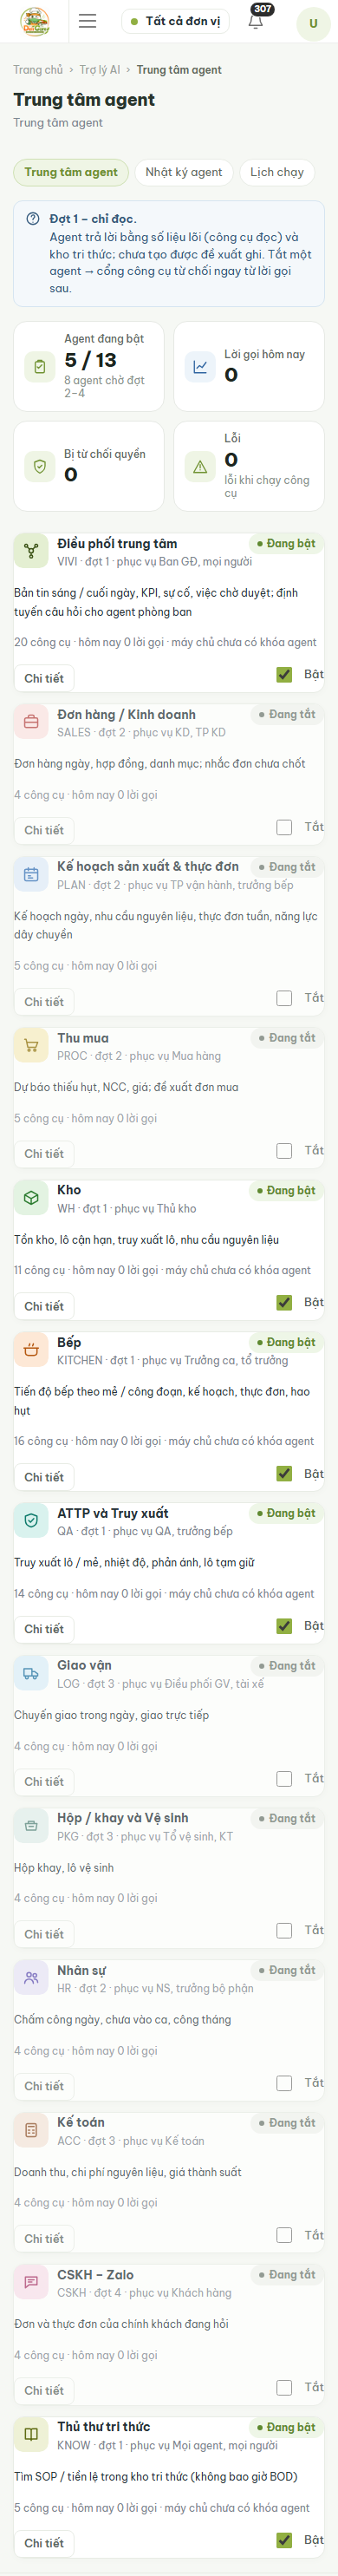 Tất cả đơn vị
307
U
Trang chủ › Trợ lý AI › Trung tâm agent
Trung tâm agent
Trung tâm agent
Trung tâm agent
Nhật ký agent
Lịch chạy
Đợt 1 – chỉ đọc.
Agent trả lời bằng số liệu lõi (công cụ đọc) và
kho tri thức; chưa tạo được đề xuất ghi. Tắt một
agent → cổng công cụ từ chối ngay từ lời gọi
sau.
Agent đang bật
5 / 13
8 agent chờ đợt
2–4
Lời gọi hôm nay
0
Bị từ chối quyền
0
Lỗi
0
lỗi khi chạy công
cụ
Điều phối trung tâm
Đang bật
VIVI · đợt 1 · phục vụ Ban GĐ, mọi người
Bản tin sáng / cuối ngày, KPI, sự cố, việc chờ duyệt; định
tuyến câu hỏi cho agent phòng ban
20 công cụ · hôm nay 0 lời gọi · máy chủ chưa có khóa agent
Chi tiết
Bật
Đơn hàng / Kinh doanh
Đang tắt
SALES · đợt 2 · phục vụ KD, TP KD
Đơn hàng ngày, hợp đồng, danh mục; nhắc đơn chưa chốt
4 công cụ · hôm nay 0 lời gọi
Chi tiết
Tắt
Kế hoạch sản xuất & thực đơn
Đang tắt
PLAN · đợt 2 · phục vụ TP vận hành, trưởng bếp
Kế hoạch ngày, nhu cầu nguyên liệu, thực đơn tuần, năng lực
dây chuyền
5 công cụ · hôm nay 0 lời gọi
Chi tiết
Tắt
Thu mua
Đang tắt
PROC · đợt 2 · phục vụ Mua hàng
Dự báo thiếu hụt, NCC, giá; đề xuất đơn mua
5 công cụ · hôm nay 0 lời gọi
Chi tiết
Tắt
Kho
Đang bật
WH · đợt 1 · phục vụ Thủ kho
Tồn kho, lô cận hạn, truy xuất lô, nhu cầu nguyên liệu
11 công cụ · hôm nay 0 lời gọi · máy chủ chưa có khóa agent
Chi tiết
Bật
Bếp
Đang bật
KITCHEN · đợt 1 · phục vụ Trưởng ca, tổ trưởng
Tiến độ bếp theo mẻ / công đoạn, kế hoạch, thực đơn, hao
hụt
16 công cụ · hôm nay 0 lời gọi · máy chủ chưa có khóa agent
Chi tiết
Bật
ATTP và Truy xuất
Đang bật
QA · đợt 1 · phục vụ QA, trưởng bếp
Truy xuất lô / mẻ, nhiệt độ, phản ánh, lô tạm giữ
14 công cụ · hôm nay 0 lời gọi · máy chủ chưa có khóa agent
Chi tiết
Bật
Giao vận
Đang tắt
LOG · đợt 3 · phục vụ Điều phối GV, tài xế
Chuyến giao trong ngày, giao trực tiếp
4 công cụ · hôm nay 0 lời gọi
Chi tiết
Tắt
Hộp / khay và Vệ sinh
Đang tắt
PKG · đợt 3 · phục vụ Tổ vệ sinh, KT
Hộp khay, lô vệ sinh
4 công cụ · hôm nay 0 lời gọi
Chi tiết
Tắt
Nhân sự
Đang tắt
HR · đợt 2 · phục vụ NS, trưởng bộ phận
Chấm công ngày, chưa vào ca, công tháng
4 công cụ · hôm nay 0 lời gọi
Chi tiết
Tắt
Kế toán
Đang tắt
ACC · đợt 3 · phục vụ Kế toán
Doanh thu, chi phí nguyên liệu, giá thành suất
4 công cụ · hôm nay 0 lời gọi
Chi tiết
Tắt
CSKH – Zalo
Đang tắt
CSKH · đợt 4 · phục vụ Khách hàng
Đơn và thực đơn của chính khách đang hỏi
4 công cụ · hôm nay 0 lời gọi
Chi tiết
Tắt
Thủ thư tri thức
Đang bật
KNOW · đợt 1 · phục vụ Mọi agent, mọi người
Tìm SOP / tiền lệ trong kho tri thức (không bao giờ BOD)
5 công cụ · hôm nay 0 lời gọi · máy chủ chưa có khóa agent
Chi tiết
Bật